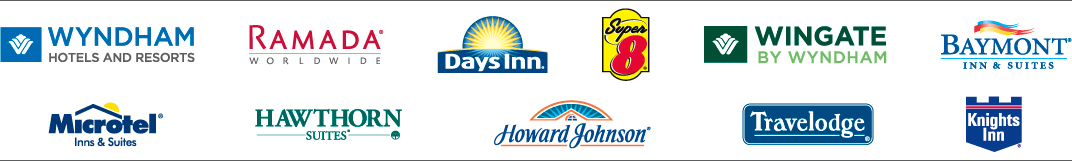 WYNDHAM
HOTELS AND RESORTS
RAMADA®
WORLDWIDE
Days Inn®
Super
8®
WINGATE
BY WYNDHAM
BAYMONT®
INN & SUITES
Microtel®
Inns & Suites
HAWTHORN
SUITES®
Howard Johnson®
Travelodge®
Knights
Inn®